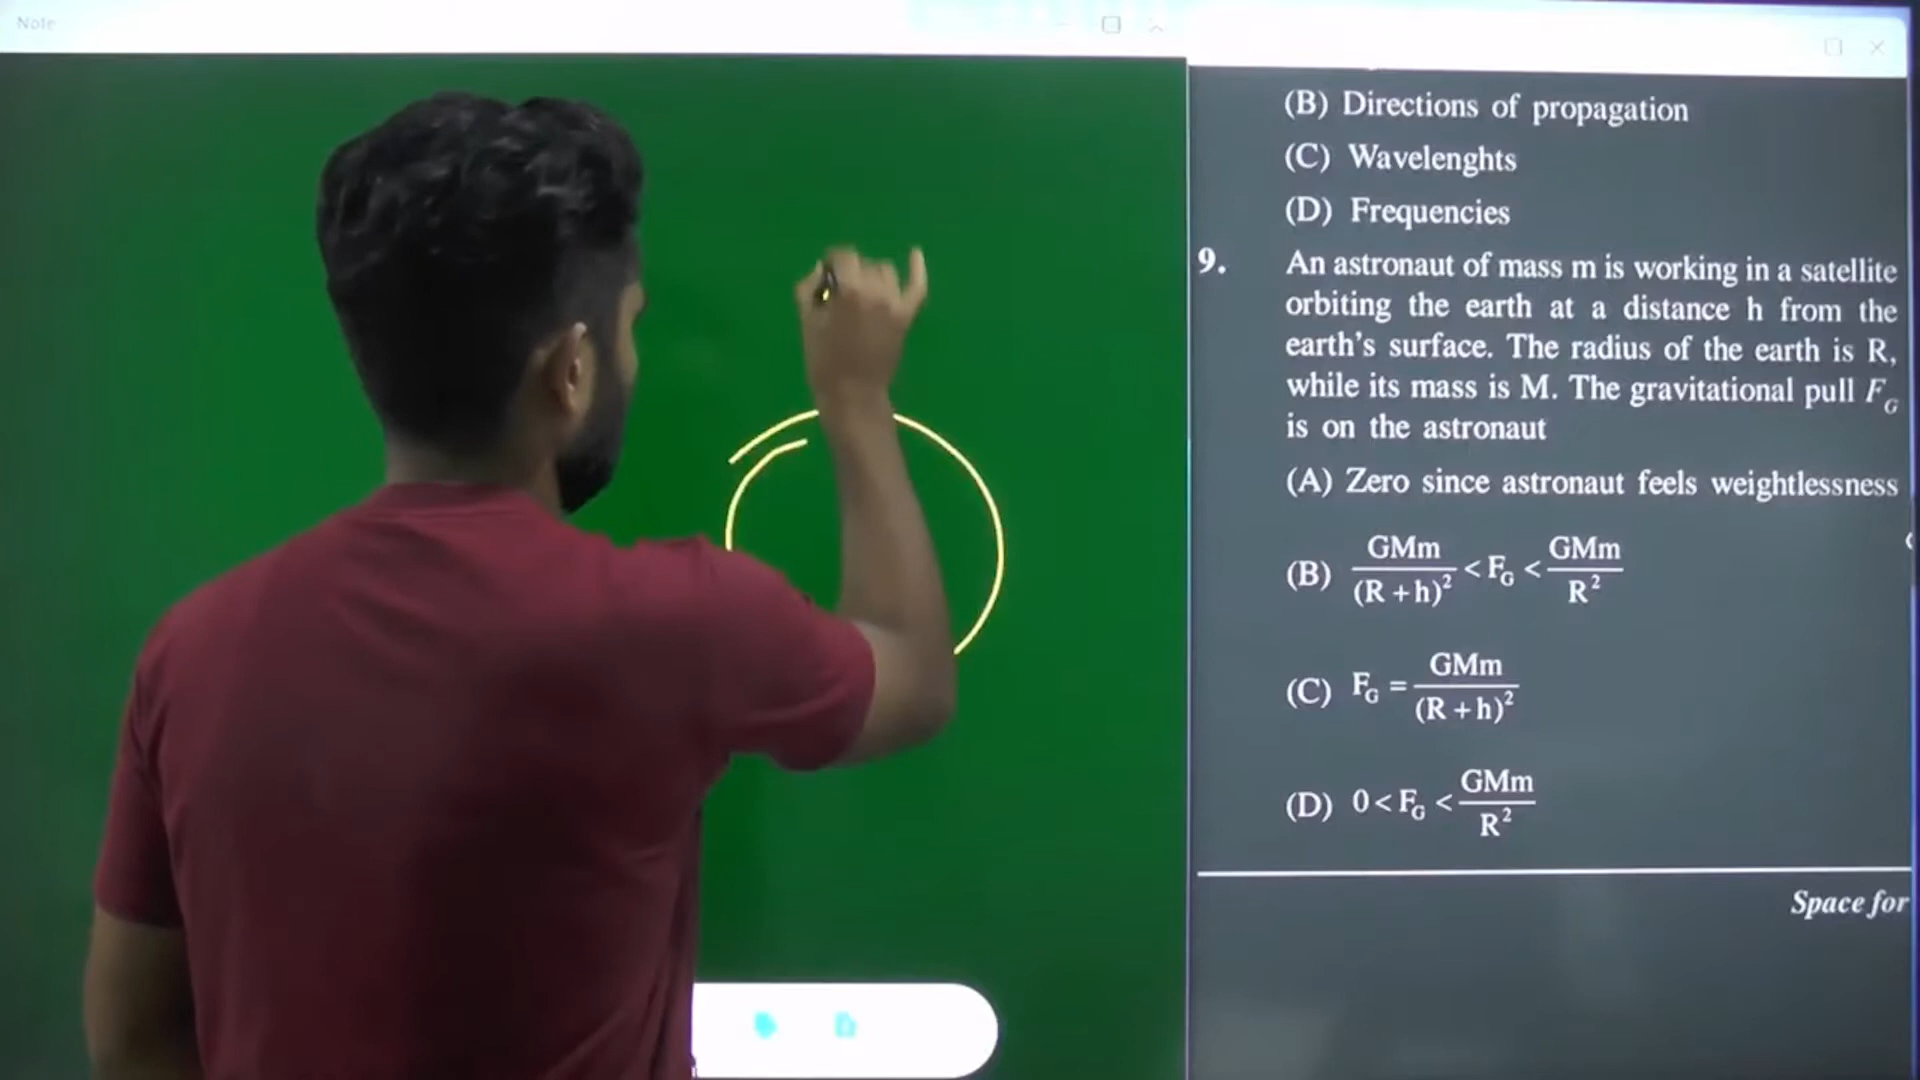 Note
(B) Directions of propagation
(C) Wavelenghts
(D) Frequencies
9. An astronaut of mass m is working in a satellite
orbiting the earth at a distance h from the
earth's surface. The radius of the earth is R,
while its mass is M. The gravitational pull F_G
is on the astronaut
(A) Zero since astronaut feels weightlessness
(B) GMm/(R+h)² < F_G < GMm/R²
(C) F_G = GMm/(R+h)²
(D) 0 < F_G < GMm/R²
Space for